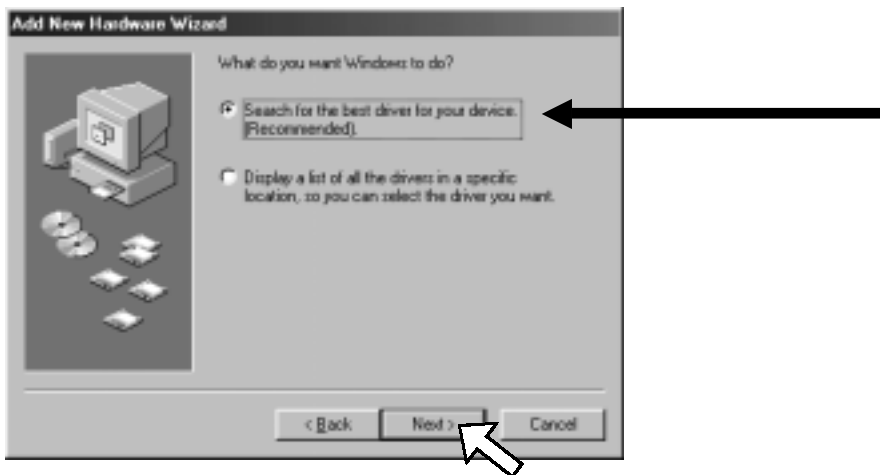 Add New Hardware Wizard
What do you want Windows to do?
Search for the best driver for your device.
(Recommended).
Display a list of all the drivers in a specific
location, so you can select the driver you want.
< Back
Next >
Cancel